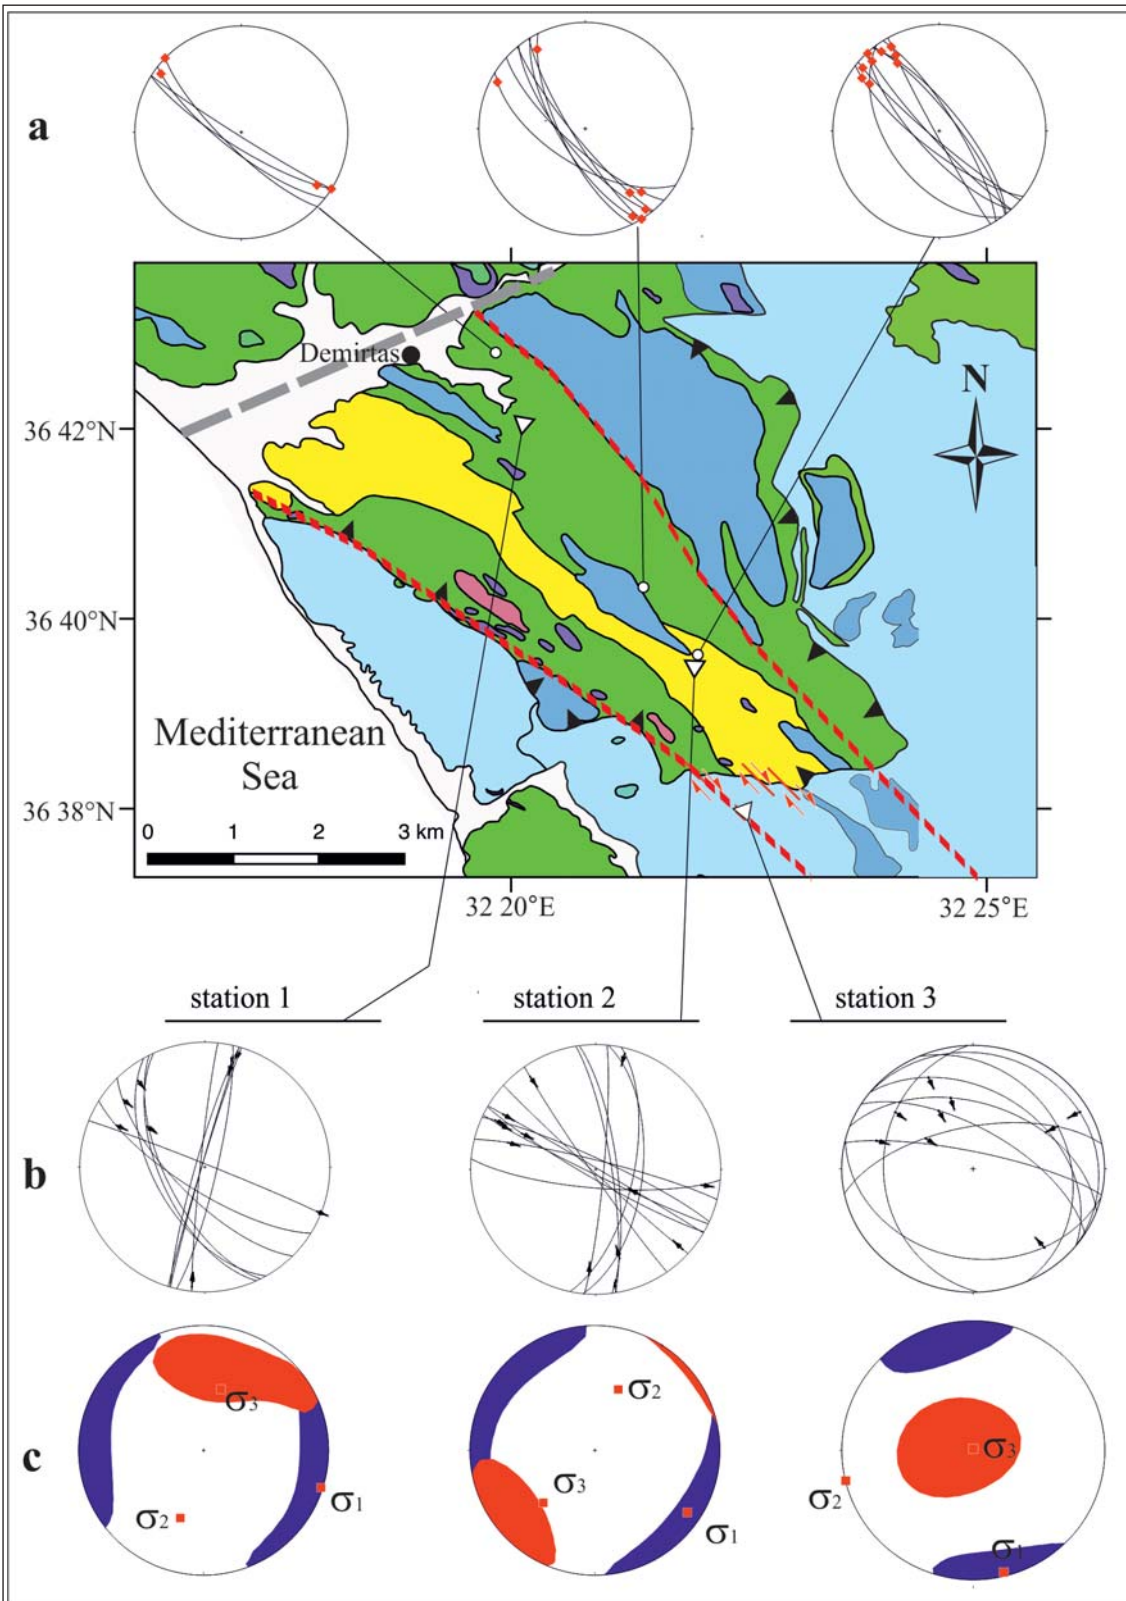 a
Demirtas
N
36 42°N
36 40°N
36 38°N
Mediterranean
Sea
0 1 2 3 km
32 20°E
32 25°E
station 1
station 2
station 3
b
c
σ3
σ2
σ1
σ2
σ3
σ1
σ3
σ2
σ1